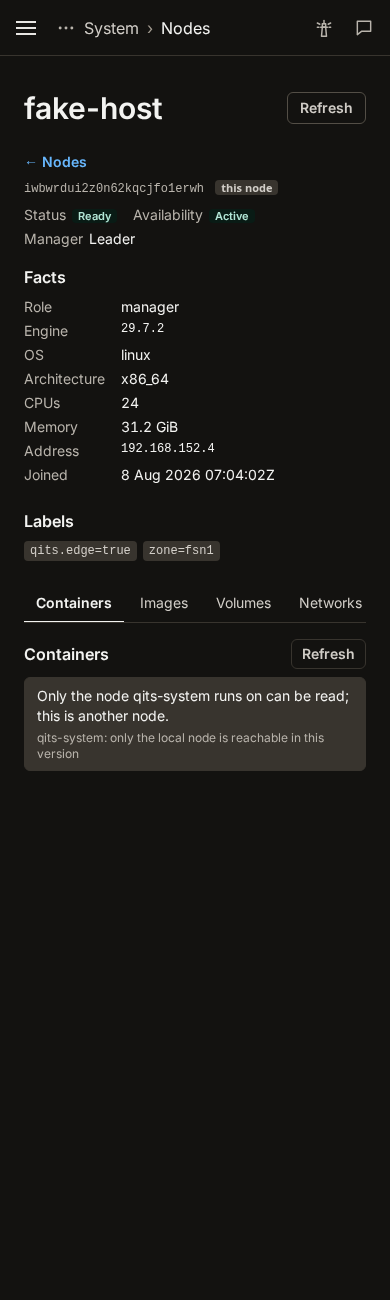 System › Nodes
fake-host
Refresh
← Nodes
iwbwrdui2z0n62kqcjfo1erwh this node
Status Ready Availability Active
Manager Leader
Facts
Role manager
Engine 29.7.2
OS linux
Architecture x86_64
CPUs 24
Memory 31.2 GiB
Address 192.168.152.4
Joined 8 Aug 2026 07:04:02Z
Labels
qits.edge=true zone=fsn1
Containers Images Volumes Networks
Containers
Refresh
Only the node qits-system runs on can be read;
this is another node.
qits-system: only the local node is reachable in this
version